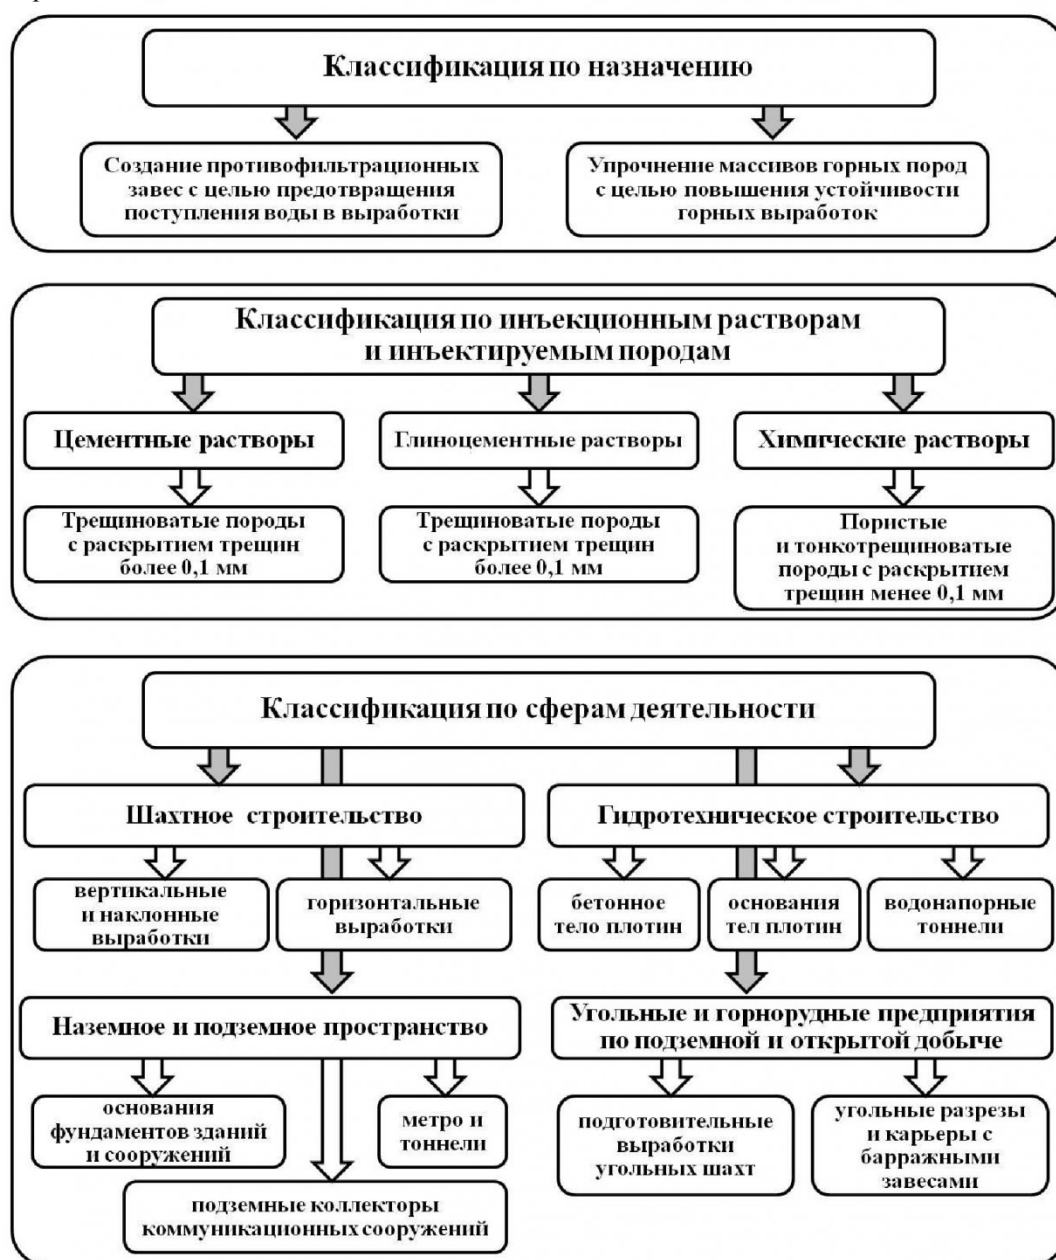 Классификация по назначению
Создание противофильтрационных
завес с целью предотвращения
поступления воды в выработки
Упрочнение массивов горных пород
с целью повышения устойчивости
горных выработок
Классификация по инъекционным растворам
и инъектируемым породам
Цементные растворы
Глиноцементные растворы
Химические растворы
Трещиноватые породы
с раскрытием трещин
более 0,1 мм
Трещиноватые породы
с раскрытием трещин
более 0,1 мм
Пористые
и тонкотрещиноватые
породы с раскрытием
трещин менее 0,1 мм
Классификация по сферам деятельности
Шахтное строительство
Гидротехническое строительство
вертикальные
и наклонные
выработки
горизонтальные
выработки
бетонное
тело плотин
основания
тел плотин
водонапорные
тоннели
Наземное и подземное пространство
Угольные и горнорудные предприятия
по подземной и открытой добыче
основания
фундаментов зданий
и сооружений
метро и
тоннели
подготовительные
выработки
угольных шахт
угольные разрезы
и карьеры с
барражными
завесами
подземные коллекторы
коммуникационных сооружений